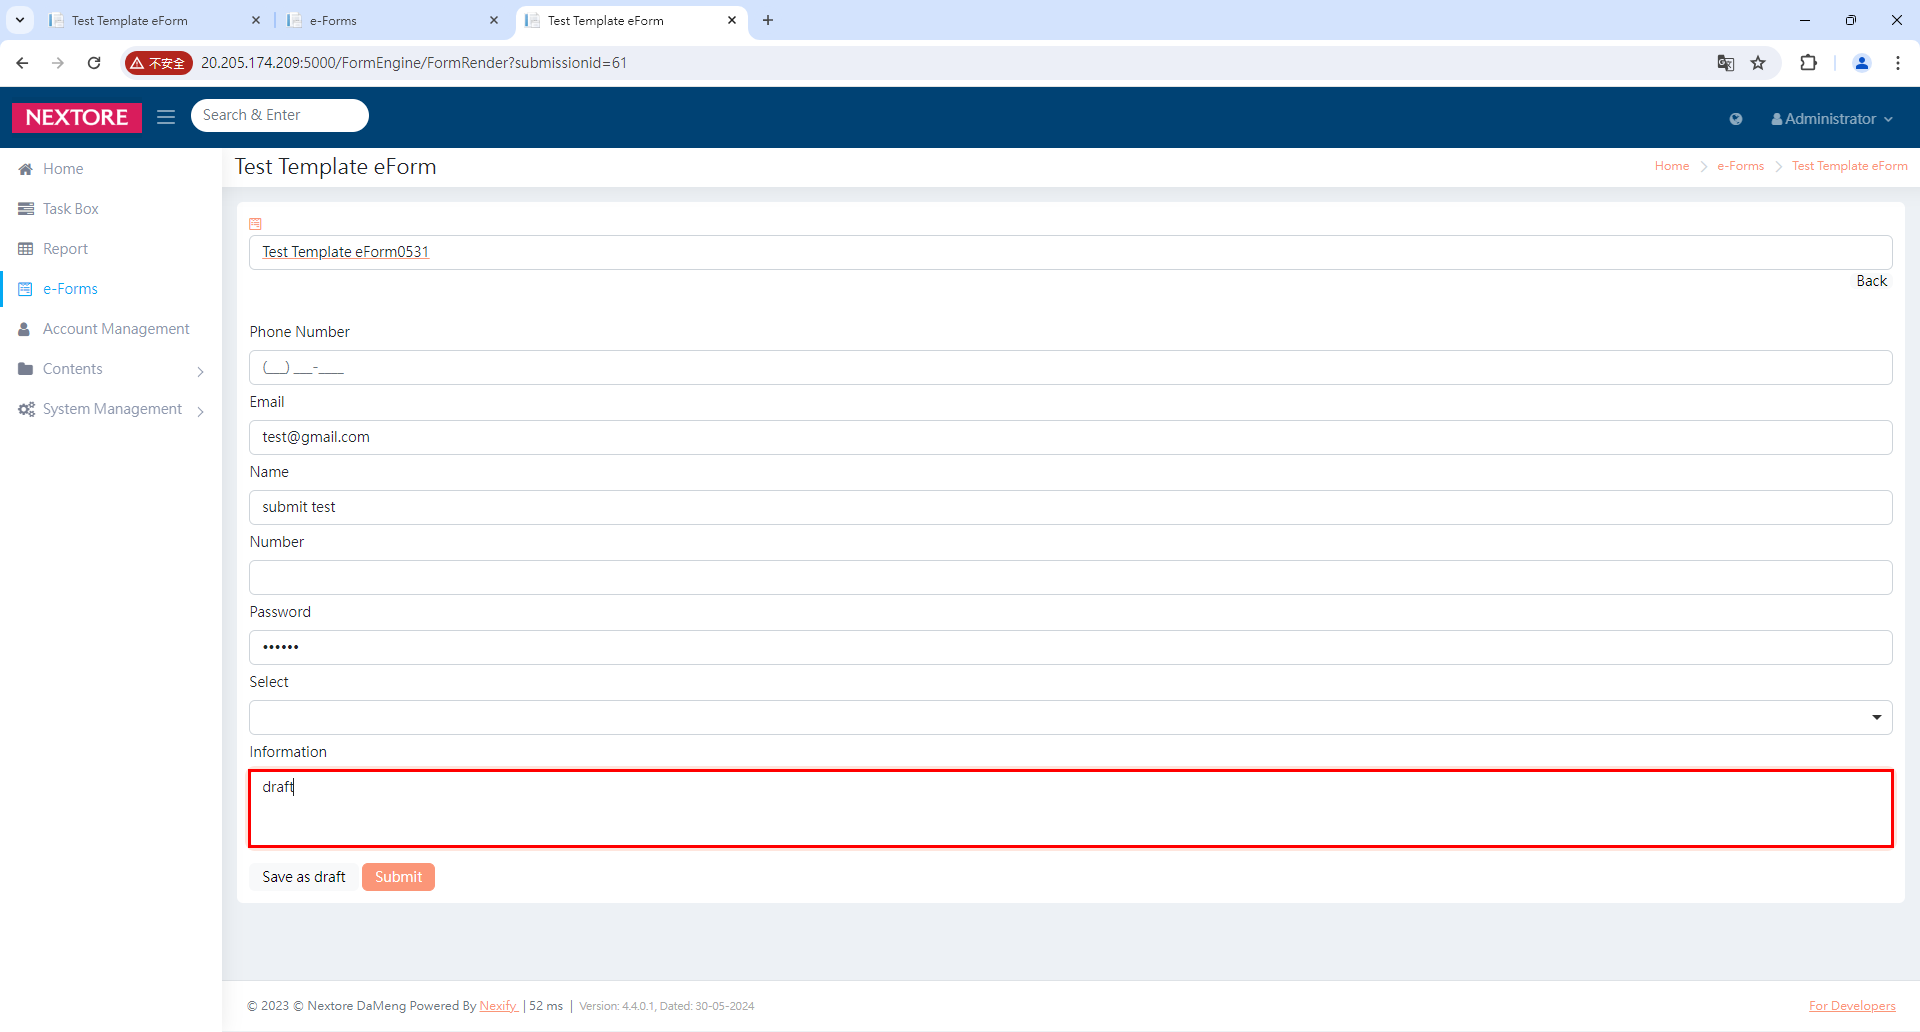 Test Template eForm
e-Forms
Test Template eForm
不安全
20.205.174.209:5000/FormEngine/FormRender?submissionid=61
NEXTORE
Search & Enter
Administrator
Home
Task Box
Report
e-Forms
Account Management
Contents
System Management
Test Template eForm
Home
e-Forms
Test Template eForm
Test Template eForm0531
Back
Phone Number
(___) ___-____
Email
test@gmail.com
Name
submit test
Number
Password
••••••
Select
Information
draft
Save as draft
Submit
© 2023 © Nextore DaMeng Powered By Nexify | 52 ms | Version: 4.4.0.1, Dated: 30-05-2024
For Developers